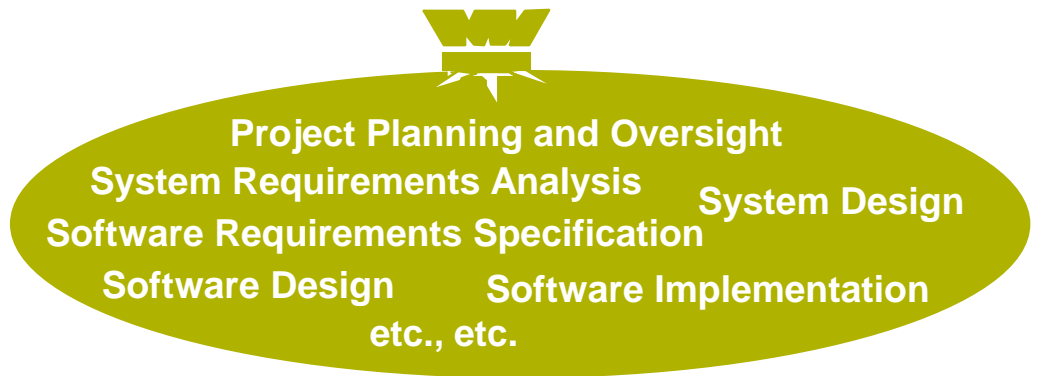 Project Planning and Oversight
System Requirements Analysis
System Design
Software Requirements Specification
Software Design
Software Implementation
etc., etc.